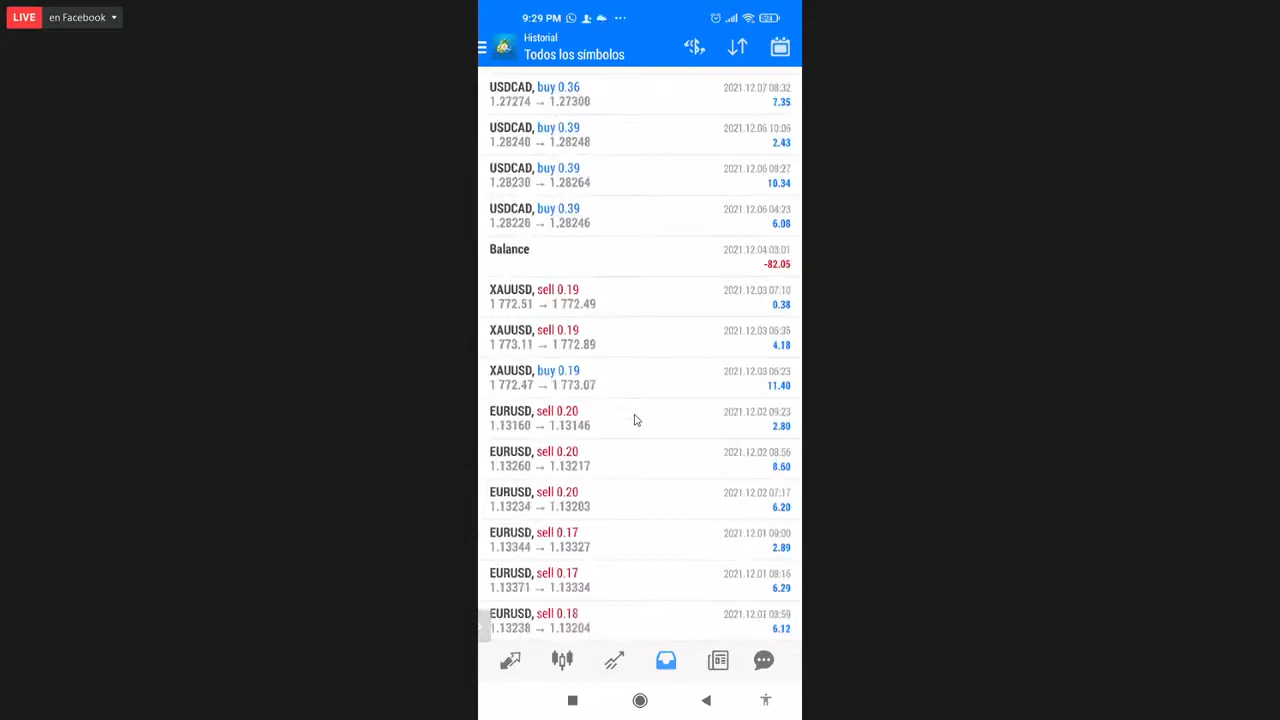 LIVE en Facebook
9:29 PM
24
Historial
Todos los símbolos
USDCAD, buy 0.36 2021.12.07 08:32
1.27274 → 1.27300 7.35
USDCAD, buy 0.39 2021.12.06 10:06
1.28240 → 1.28248 2.43
USDCAD, buy 0.39 2021.12.06 08:27
1.28230 → 1.28264 10.34
USDCAD, buy 0.39 2021.12.06 04:23
1.28226 → 1.28246 6.08
Balance 2021.12.04 03:01
-82.05
XAUUSD, sell 0.19 2021.12.03 07:10
1 772.51 → 1 772.49 0.38
XAUUSD, sell 0.19 2021.12.03 06:35
1 773.11 → 1 772.89 4.18
XAUUSD, buy 0.19 2021.12.03 06:23
1 772.47 → 1 773.07 11.40
EURUSD, sell 0.20 2021.12.02 09:23
1.13160 → 1.13146 2.80
EURUSD, sell 0.20 2021.12.02 08:56
1.13260 → 1.13217 8.60
EURUSD, sell 0.20 2021.12.02 07:17
1.13234 → 1.13203 6.20
EURUSD, sell 0.17 2021.12.01 09:00
1.13344 → 1.13327 2.89
EURUSD, sell 0.17 2021.12.01 08:16
1.13371 → 1.13334 6.29
EURUSD, sell 0.18 2021.12.01 03:59
1.13238 → 1.13204 6.12